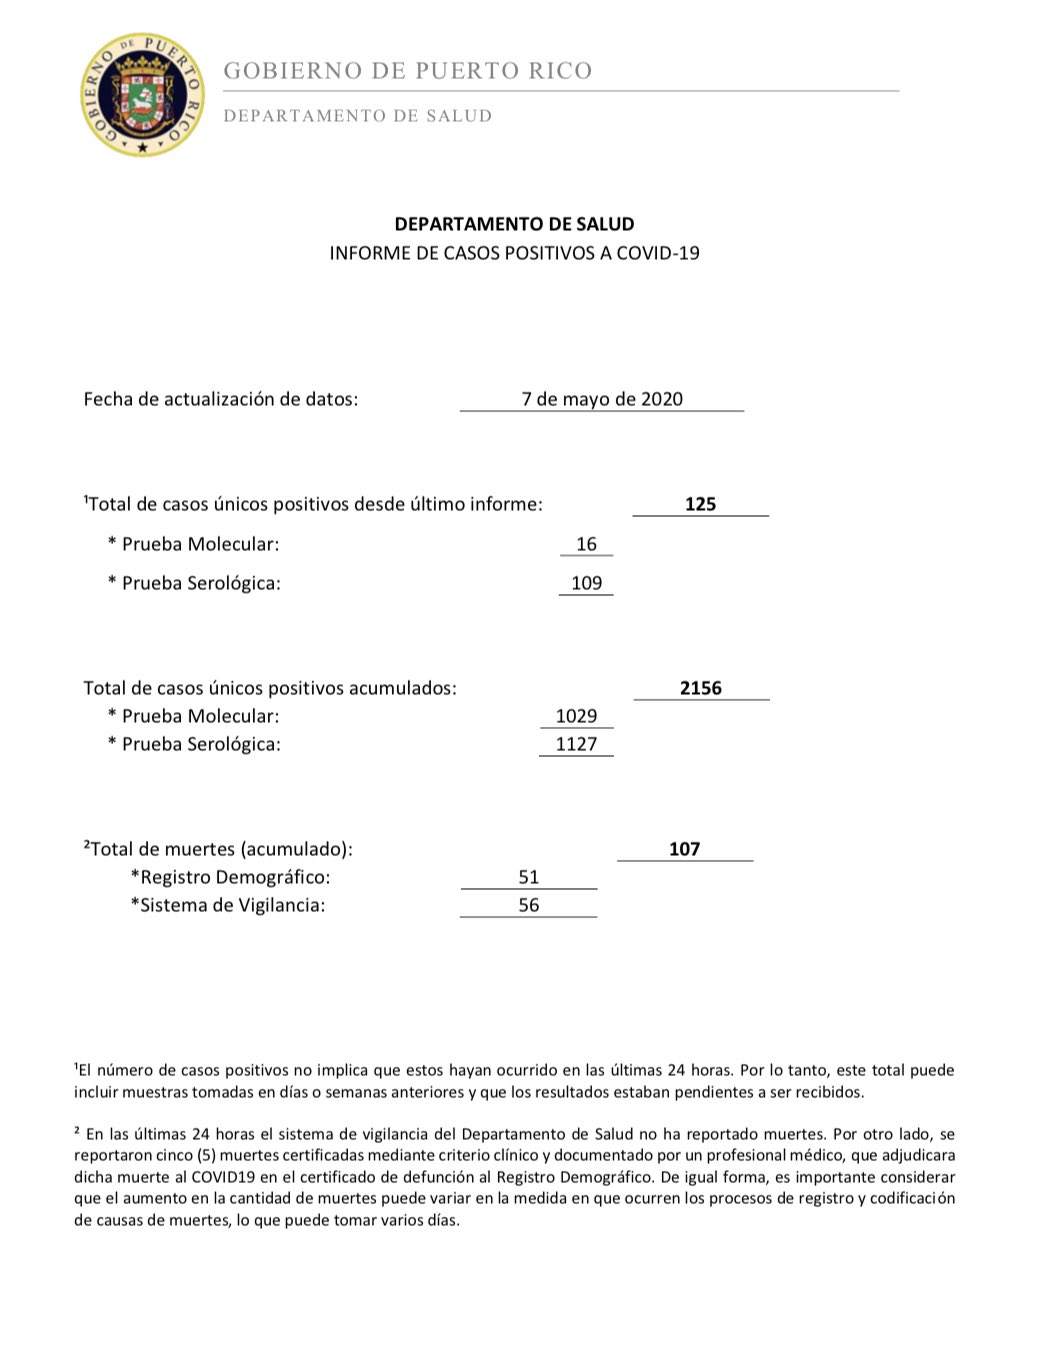 GOBIERNO DE PUERTO RICO
GOBIERNO DE PUERTO RICO
DEPARTAMENTO DE SALUD
DEPARTAMENTO DE SALUD
INFORME DE CASOS POSITIVOS A COVID-19
Fecha de actualización de datos: 7 de mayo de 2020
¹Total de casos únicos positivos desde último informe: 125
* Prueba Molecular: 16
* Prueba Serológica: 109
Total de casos únicos positivos acumulados: 2156
* Prueba Molecular: 1029
* Prueba Serológica: 1127
²Total de muertes (acumulado): 107
*Registro Demográfico: 51
*Sistema de Vigilancia: 56
¹El número de casos positivos no implica que estos hayan ocurrido en las últimas 24 horas. Por lo tanto, este total puede
incluir muestras tomadas en días o semanas anteriores y que los resultados estaban pendientes a ser recibidos.
² En las últimas 24 horas el sistema de vigilancia del Departamento de Salud no ha reportado muertes. Por otro lado, se
reportaron cinco (5) muertes certificadas mediante criterio clínico y documentado por un profesional médico, que adjudicara
dicha muerte al COVID19 en el certificado de defunción al Registro Demográfico. De igual forma, es importante considerar
que el aumento en la cantidad de muertes puede variar en la medida en que ocurren los procesos de registro y codificación
de causas de muertes, lo que puede tomar varios días.